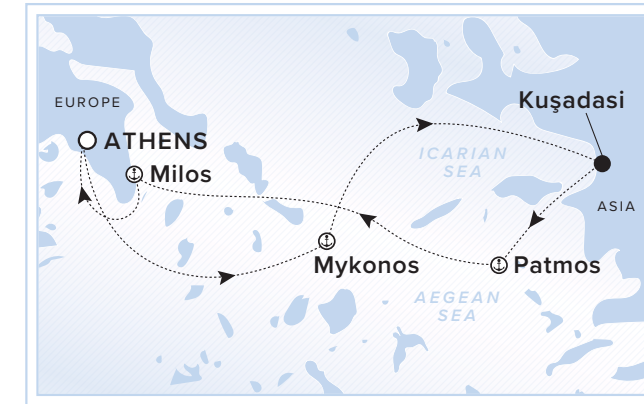 EUROPE
Kuşadasi
ATHENS
ICARIAN
SEA
Milos
ASIA
Mykonos
Patmos
AEGEAN
SEA